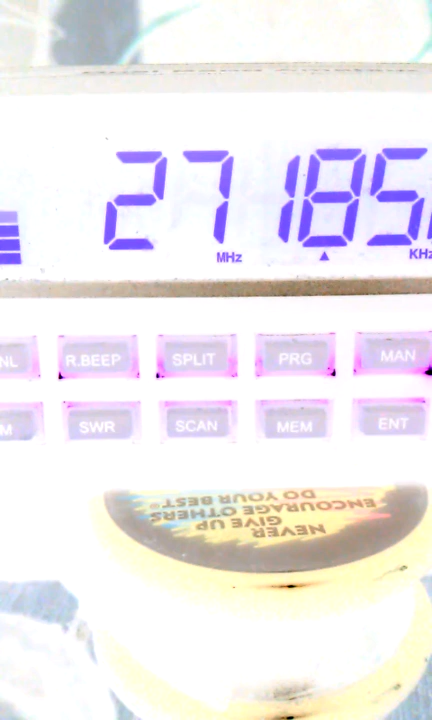 27 185
MHz KHz
NL R.BEEP SPLIT PRG MAN
M SWR SCAN MEM ENT
NEVER
GIVE UP
ENCOURAGE OTHERS
DO YOUR BEST®